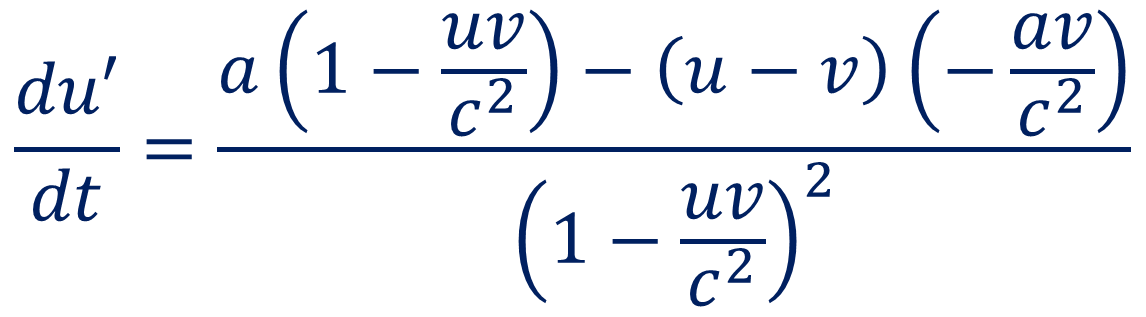 du′/dt = (a(1 − uv/c²) − (u − v)(−av/c²)) / (1 − uv/c²)²